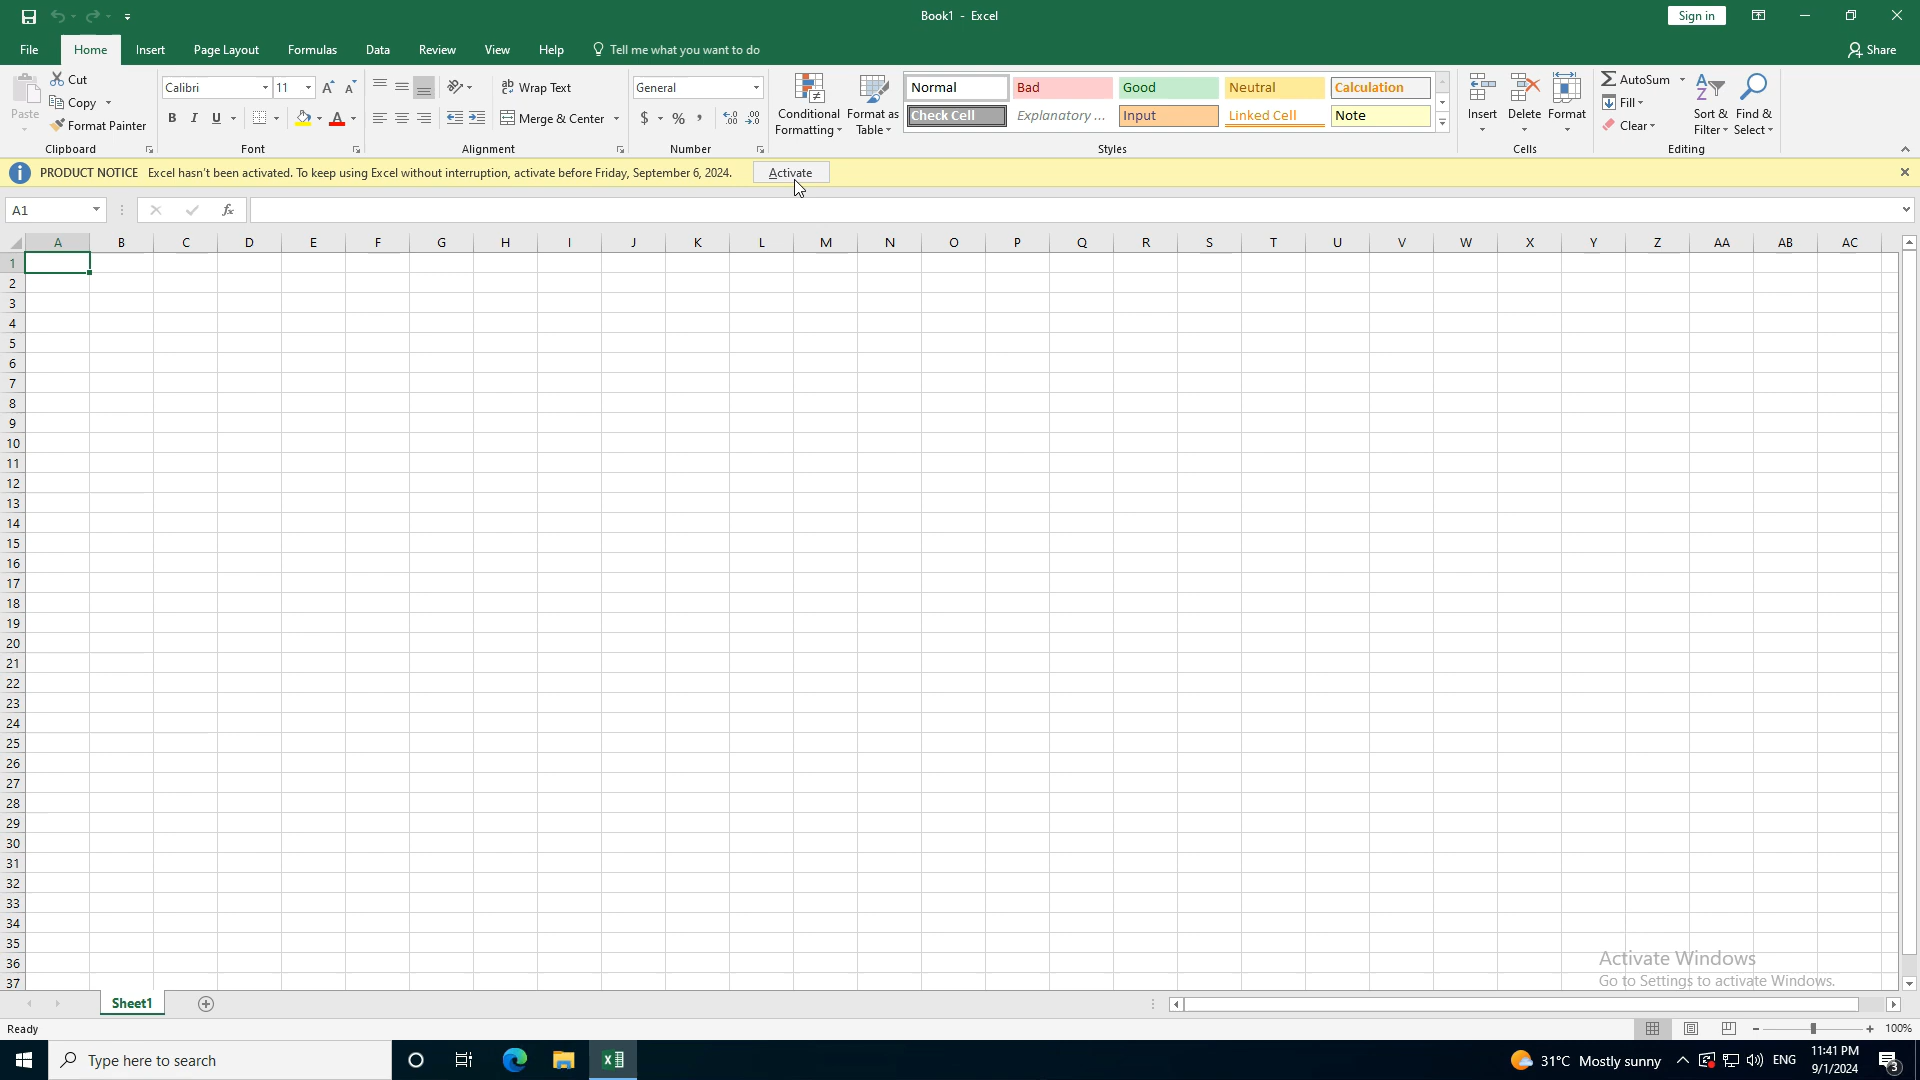 Book1 - Excel
Sign in
File Home Insert Page Layout Formulas Data Review View Help Tell me what you want to do
Share
Paste
Cut
Copy
Format Painter
Clipboard
Calibri 11
B I U
Font
Wrap Text
Merge & Center
Alignment
General
$ % ,
Number
Conditional Formatting
Format as Table
Normal Bad Good Neutral Calculation
Check Cell Explanatory ... Input Linked Cell Note
Styles
Insert Delete Format
Cells
AutoSum
Fill
Clear
Sort & Filter
Find & Select
Editing
PRODUCT NOTICE Excel hasn't been activated. To keep using Excel without interruption, activate before Friday, September 6, 2024. Activate
A1
fx
A B C D E F G H I J K L M N O P Q R S T U V W X Y Z AA AB AC
1
2
3
4
5
6
7
8
9
10
11
12
13
14
15
16
17
18
19
20
21
22
23
24
25
26
27
28
29
30
31
32
33
34
35
36
37
Activate Windows
Go to Settings to activate Windows.
Sheet1
Ready
100%
Type here to search
31°C Mostly sunny
ENG
11:41 PM
9/1/2024
3